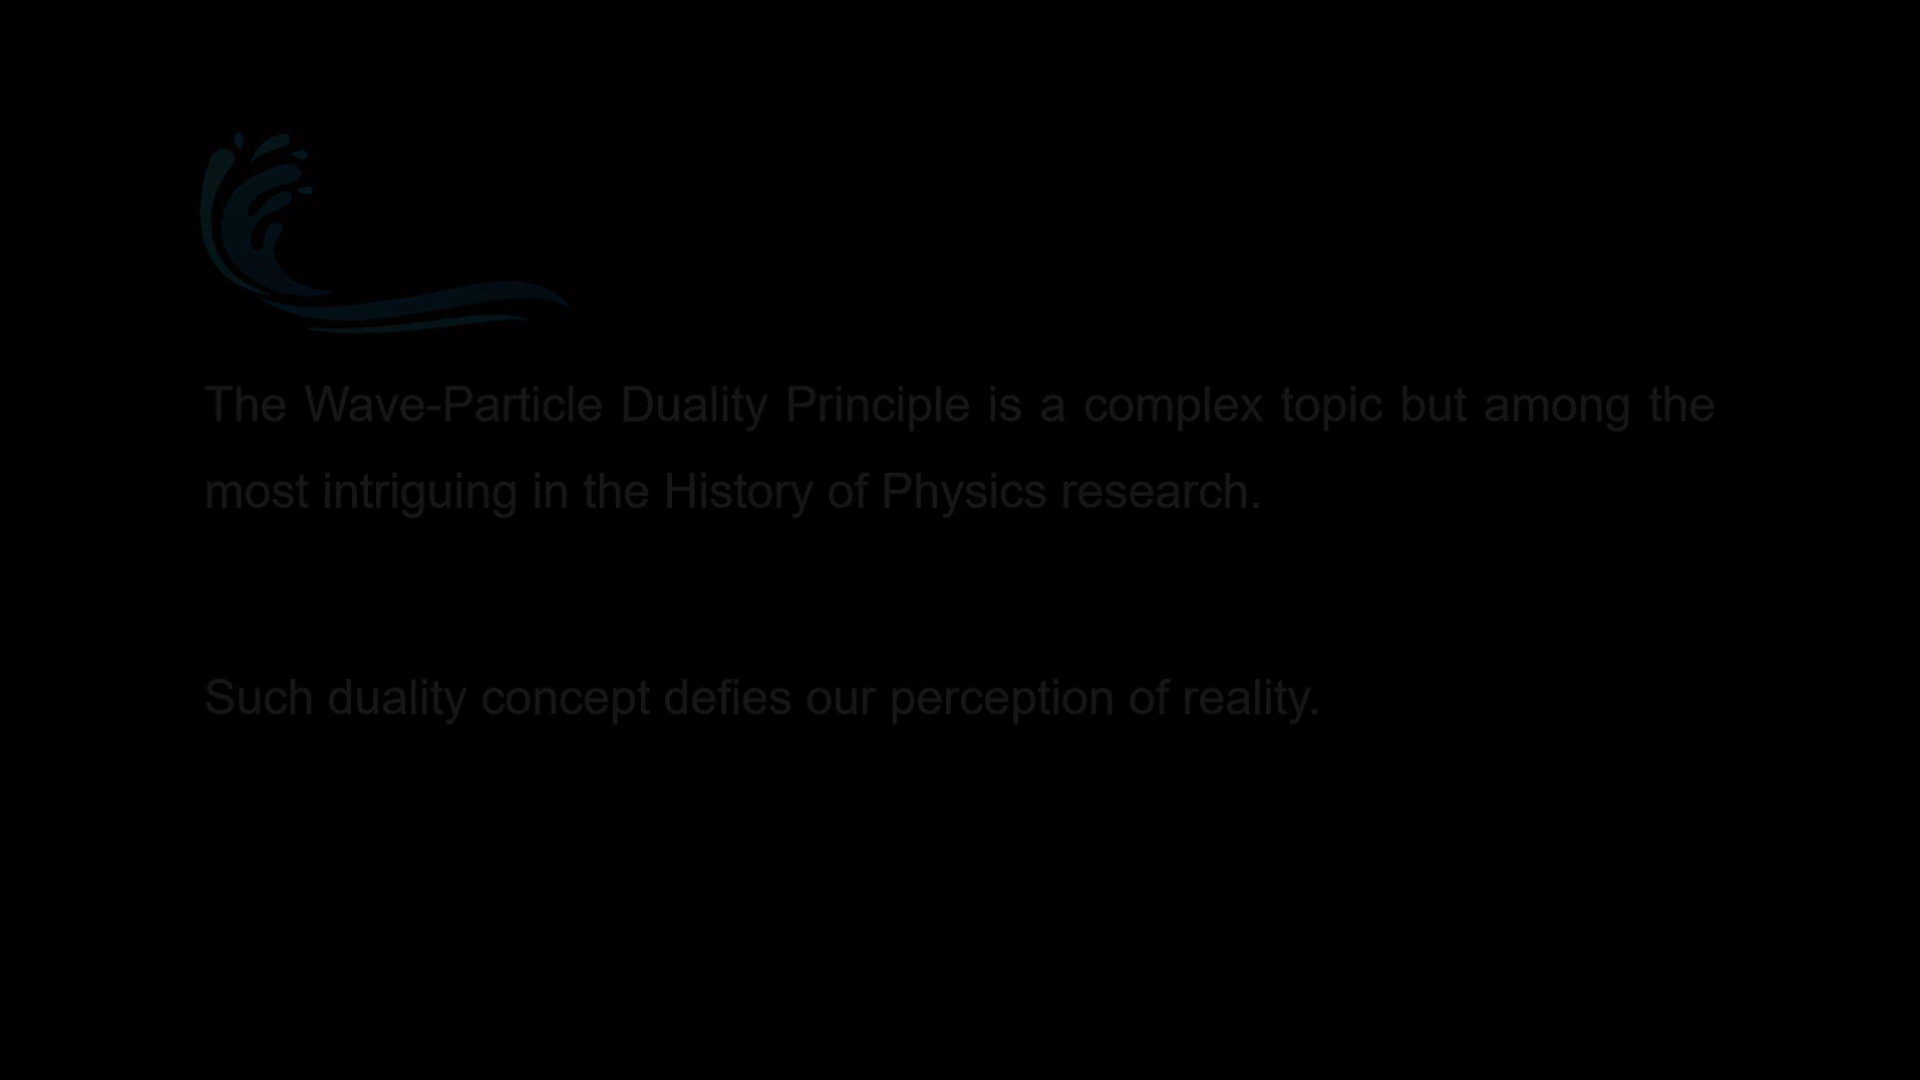 The Wave-Particle Duality Principle is a complex topic but among the
most intriguing in the History of Physics research.
Such duality concept defies our perception of reality.